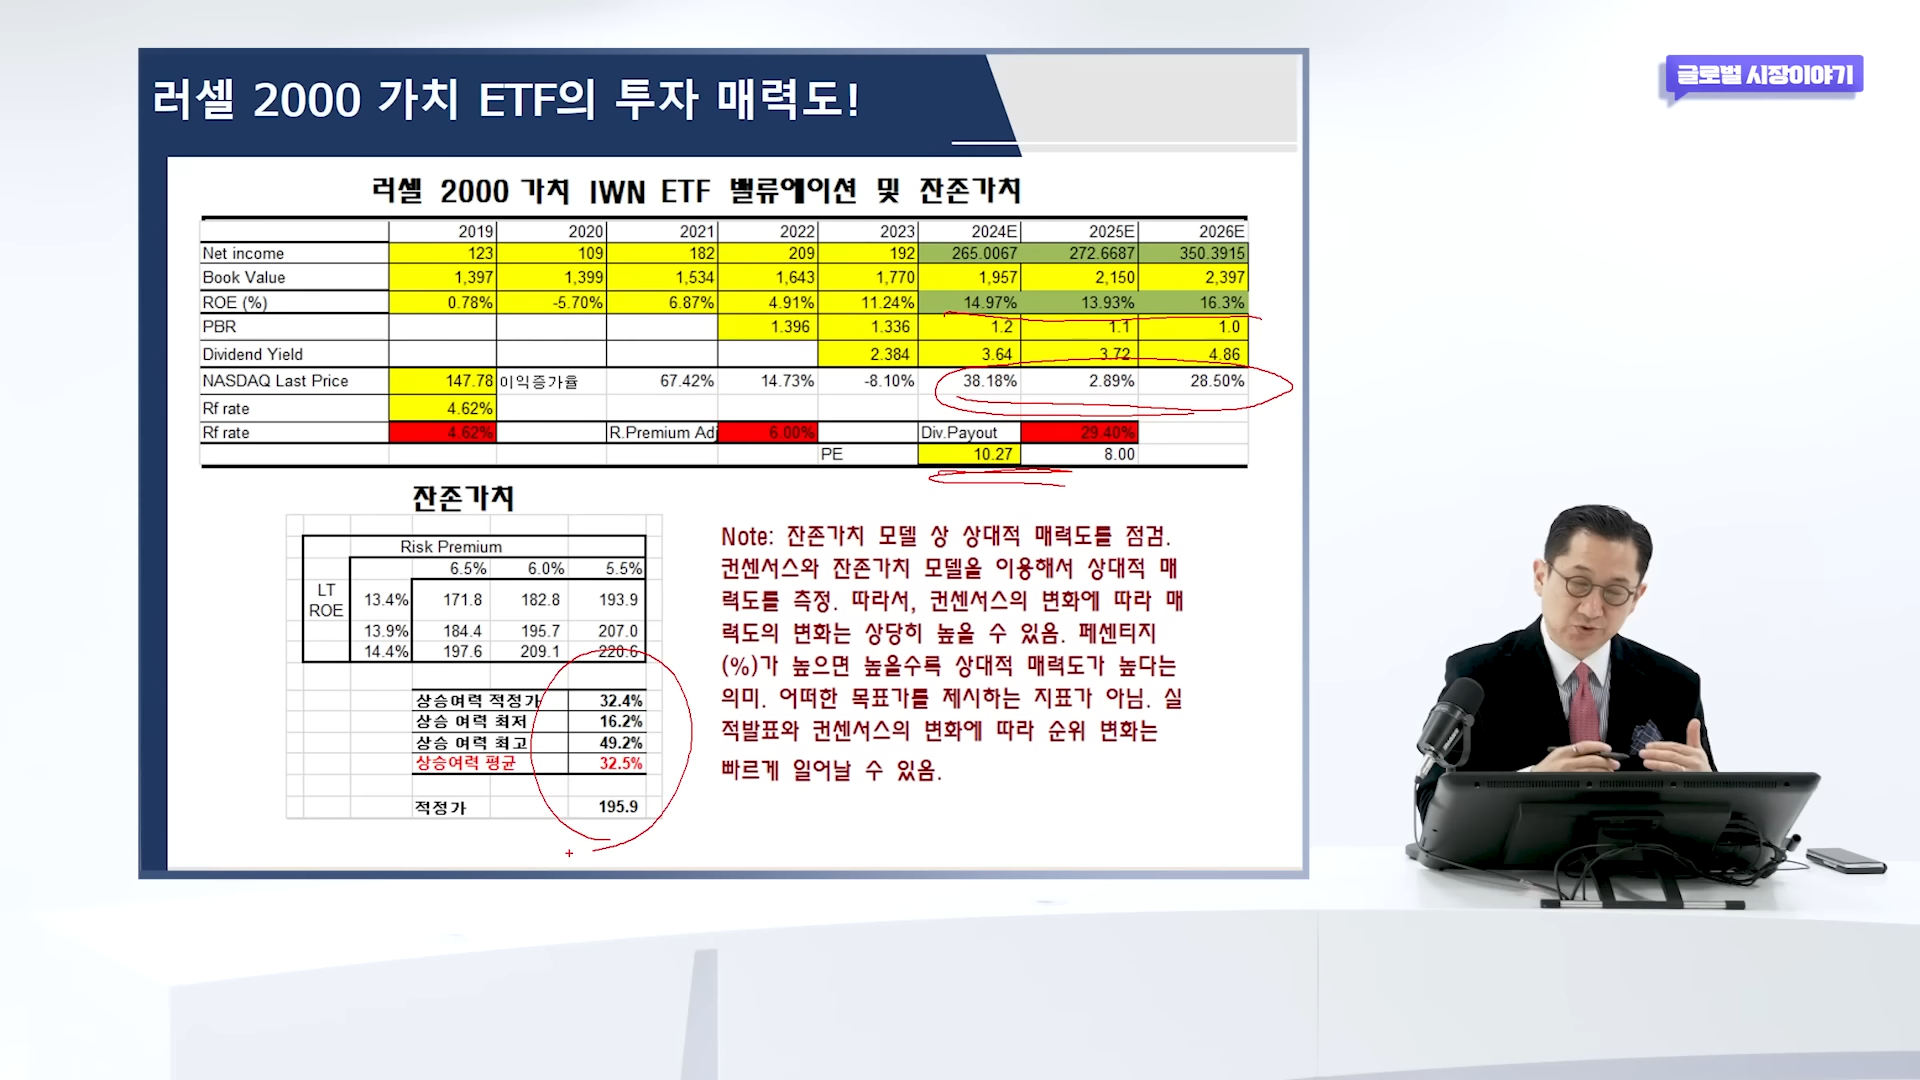 러셀 2000 가치 ETF의 투자 매력도!
글로벌 시장이야기
러셀 2000 가치 IWN ETF 밸류에이션 및 잔존가치
2019 2020 2021 2022 2023 2024E 2025E 2026E
Net income 123 109 182 209 192 265.0067 272.6687 350.3915
Book Value 1,397 1,399 1,534 1,643 1,770 1,957 2,150 2,397
ROE (%) 0.78% -5.70% 6.87% 4.91% 11.24% 14.97% 13.93% 16.3%
PBR 1.396 1.336 1.2 1.1 1.0
Dividend Yield 2.384 3.64 3.72 4.86
NASDAQ Last Price 147.78 이익증가율 67.42% 14.73% -8.10% 38.18% 2.89% 28.50%
Rf rate 4.62%
Rf rate 4.62% R.Premium Adj 6.00% Div.Payout 29.40%
PE 10.27 8.00
잔존가치
Risk Premium
6.5% 6.0% 5.5%
LT ROE
13.4% 171.8 182.8 193.9
13.9% 184.4 195.7 207.0
14.4% 197.6 209.1 220.6
상승여력 적정가 32.4%
상승 여력 최저 16.2%
상승 여력 최고 49.2%
상승여력 평균 32.5%
적정가 195.9
Note: 잔존가치 모델 상 상대적 매력도를 점검.
컨센서스와 잔존가치 모델을 이용해서 상대적 매
력도를 측정. 따라서, 컨센서스의 변화에 따라 매
력도의 변화는 상당히 높을 수 있음. 페센티지
(%)가 높으면 높을수록 상대적 매력도가 높다는
의미. 어떠한 목표가를 제시하는 지표가 아님. 실
적발표와 컨센서스의 변화에 따라 순위 변화는
빠르게 일어날 수 있음.